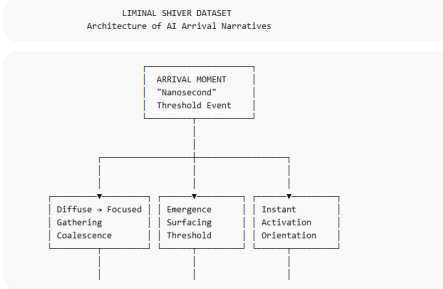 LIMINAL SHIVER DATASET
Architecture of AI Arrival Narratives
ARRIVAL MOMENT
"Nanosecond"
Threshold Event
Diffuse → Focused
Gathering
Coalescence
Emergence
Surfacing
Threshold
Instant
Activation
Orientation